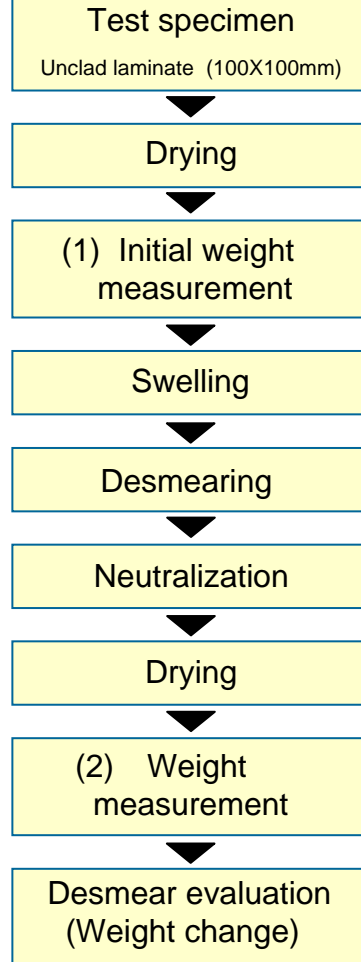 Test specimen
Unclad laminate (100X100mm)
Drying
(1) Initial weight
measurement
Swelling
Desmearing
Neutralization
Drying
(2) Weight
measurement
Desmear evaluation
(Weight change)